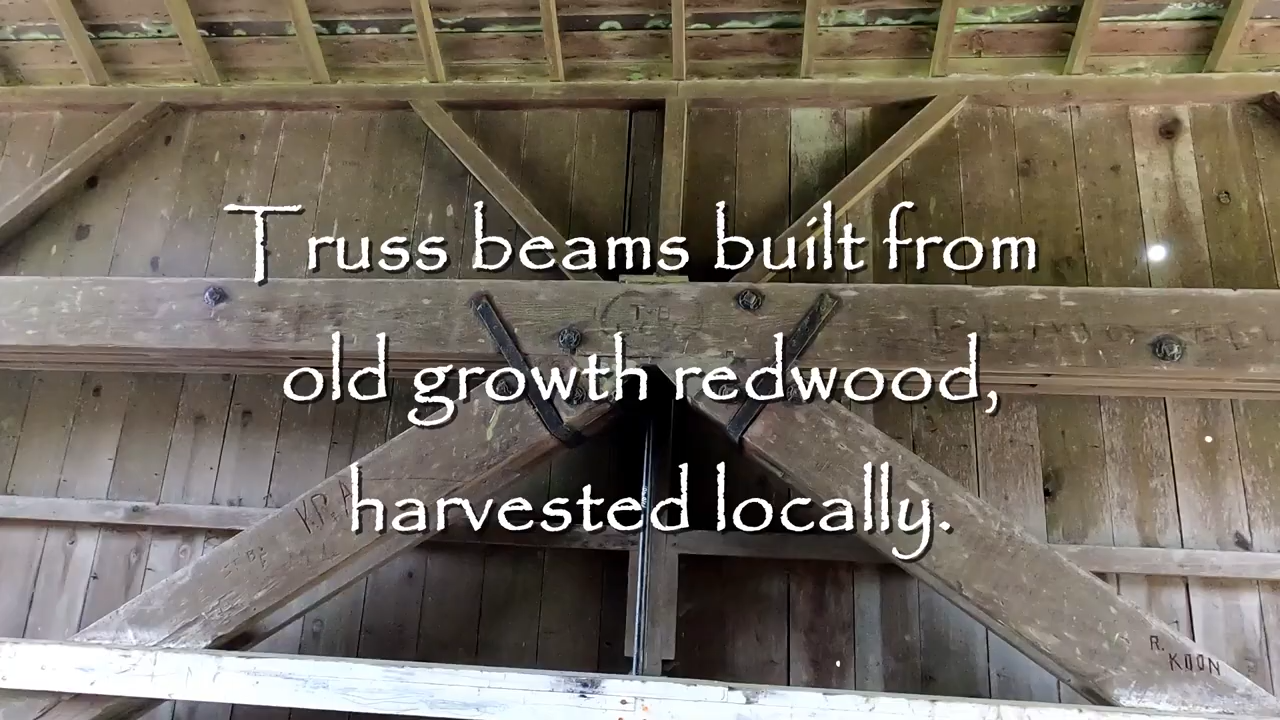 Truss beams built from
T B
old growth redwood,
harvested locally.
R.
KOON